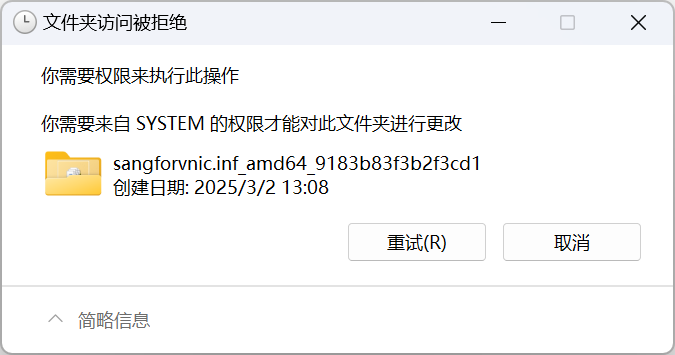 文件夹访问被拒绝
你需要权限来执行此操作
你需要来自 SYSTEM 的权限才能对此文件夹进行更改
sangforvnic.inf_amd64_9183b83f3b2f3cd1
创建日期: 2025/3/2 13:08
重试(R)
取消
简略信息